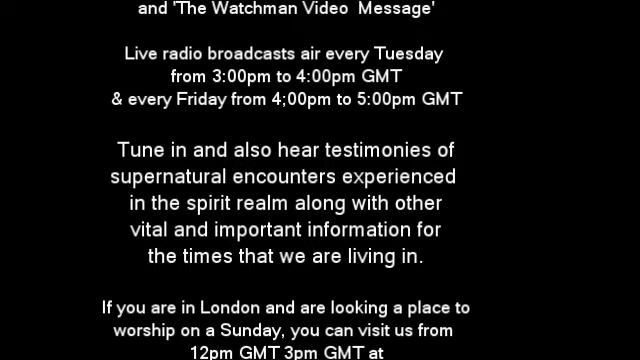 and 'The Watchman Video Message'
Live radio broadcasts air every Tuesday
from 3:00pm to 4:00pm GMT
& every Friday from 4;00pm to 5:00pm GMT
Tune in and also hear testimonies of
supernatural encounters experienced
in the spirit realm along with other
vital and important information for
the times that we are living in.
If you are in London and are looking a place to
worship on a Sunday, you can visit us from
12pm GMT 3pm GMT at